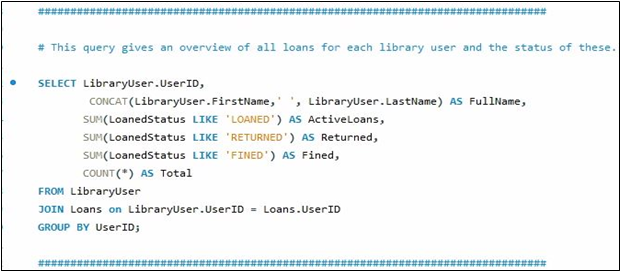 ################################################################################
# This query gives an overview of all loans for each library user and the status of these.
SELECT LibraryUser.UserID,
CONCAT(LibraryUser.FirstName,' ', LibraryUser.LastName) AS FullName,
SUM(LoanedStatus LIKE 'LOANED') AS ActiveLoans,
SUM(LoanedStatus LIKE 'RETURNED') AS Returned,
SUM(LoanedStatus LIKE 'FINED') AS Fined,
COUNT(*) AS Total
FROM LibraryUser
JOIN Loans on LibraryUser.UserID = Loans.UserID
GROUP BY UserID;
################################################################################